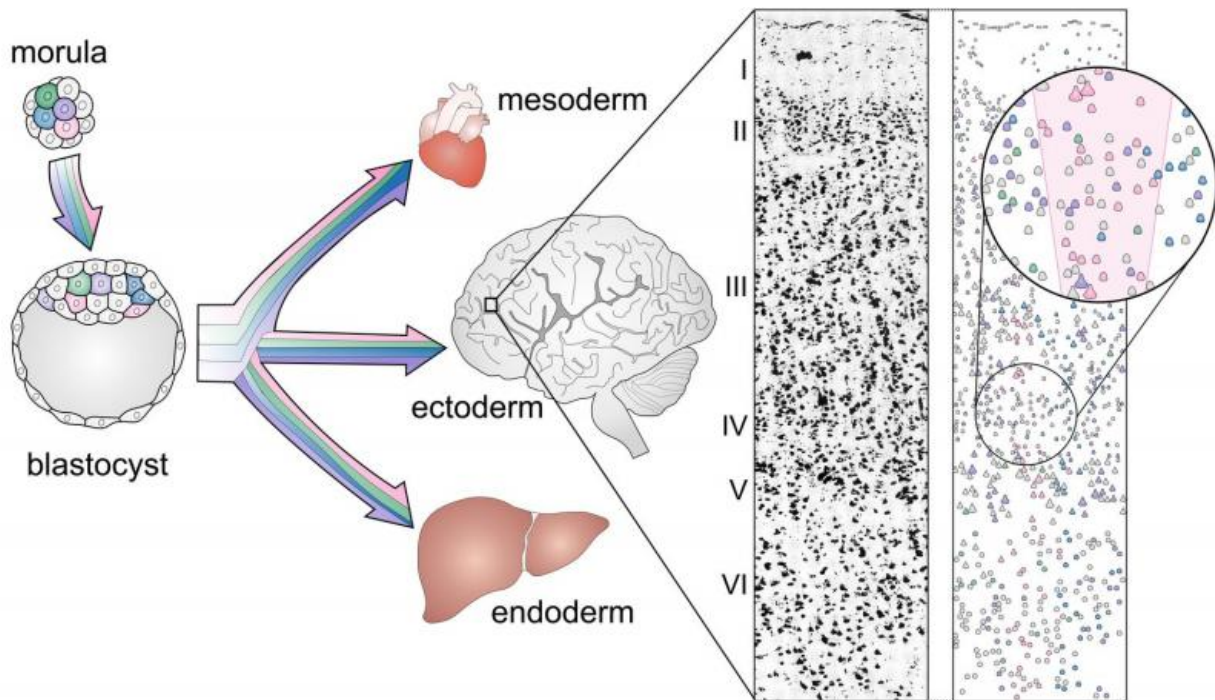 morula
blastocyst
mesoderm
ectoderm
endoderm
I
II
III
IV
V
VI